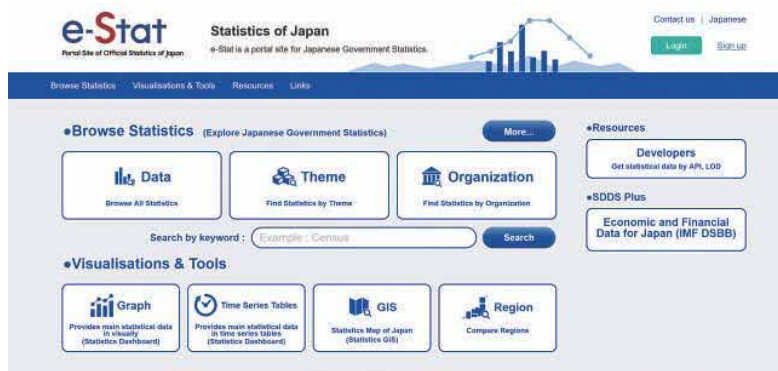 e-Stat
Portal Site of Official Statistics of Japan
Statistics of Japan
e-Stat is a portal site for Japanese Government Statistics.
Contact us | Japanese
Login Sign up
Browse Statistics Visualisations & Tools Resources Links
●Browse Statistics (Explore Japanese Government Statistics)
More...
Data
Browse All Statistics
Theme
Find Statistics by Theme
Organization
Find Statistics by Organization
Search by keyword : Example : Census Search
●Visualisations & Tools
Graph
Provides main statistical data
in visually
(Statistics Dashboard)
Time Series Tables
Provides main statistical data
in time series tables
(Statistics Dashboard)
GIS
Statistics Map of Japan
(Statistics GIS)
Region
Compare Regions
●Resources
Developers
Get statistical data by API, LOD
●SDDS Plus
Economic and Financial
Data for Japan (IMF DSBB)